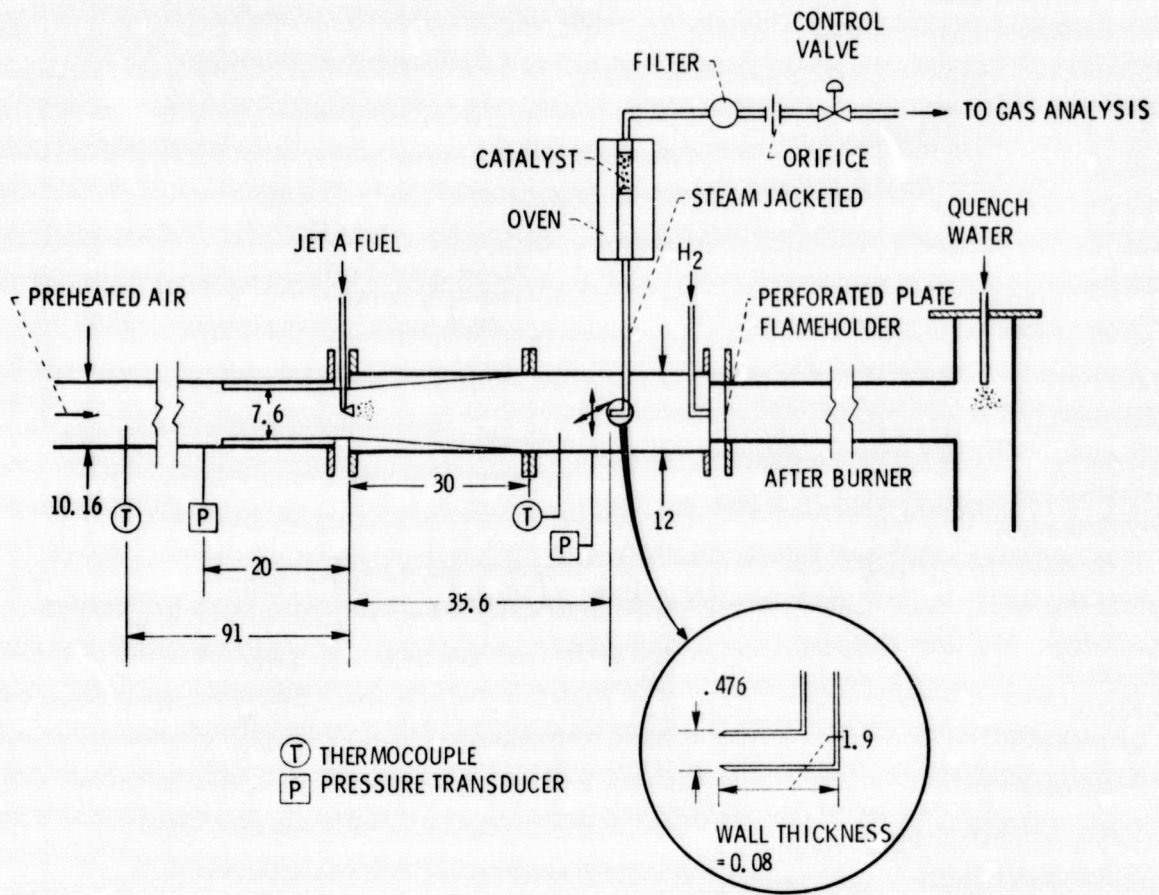 CONTROL
VALVE
FILTER
TO GAS ANALYSIS
CATALYST
ORIFICE
STEAM JACKETED
OVEN
QUENCH
WATER
JET A FUEL
H2
PREHEATED AIR
PERFORATED PLATE
FLAMEHOLDER
7.6
30
AFTER BURNER
10.16
T
P
T
12
P
20
35.6
91
.476
1.9
T THERMOCOUPLE
P PRESSURE TRANSDUCER
WALL THICKNESS
= 0.08